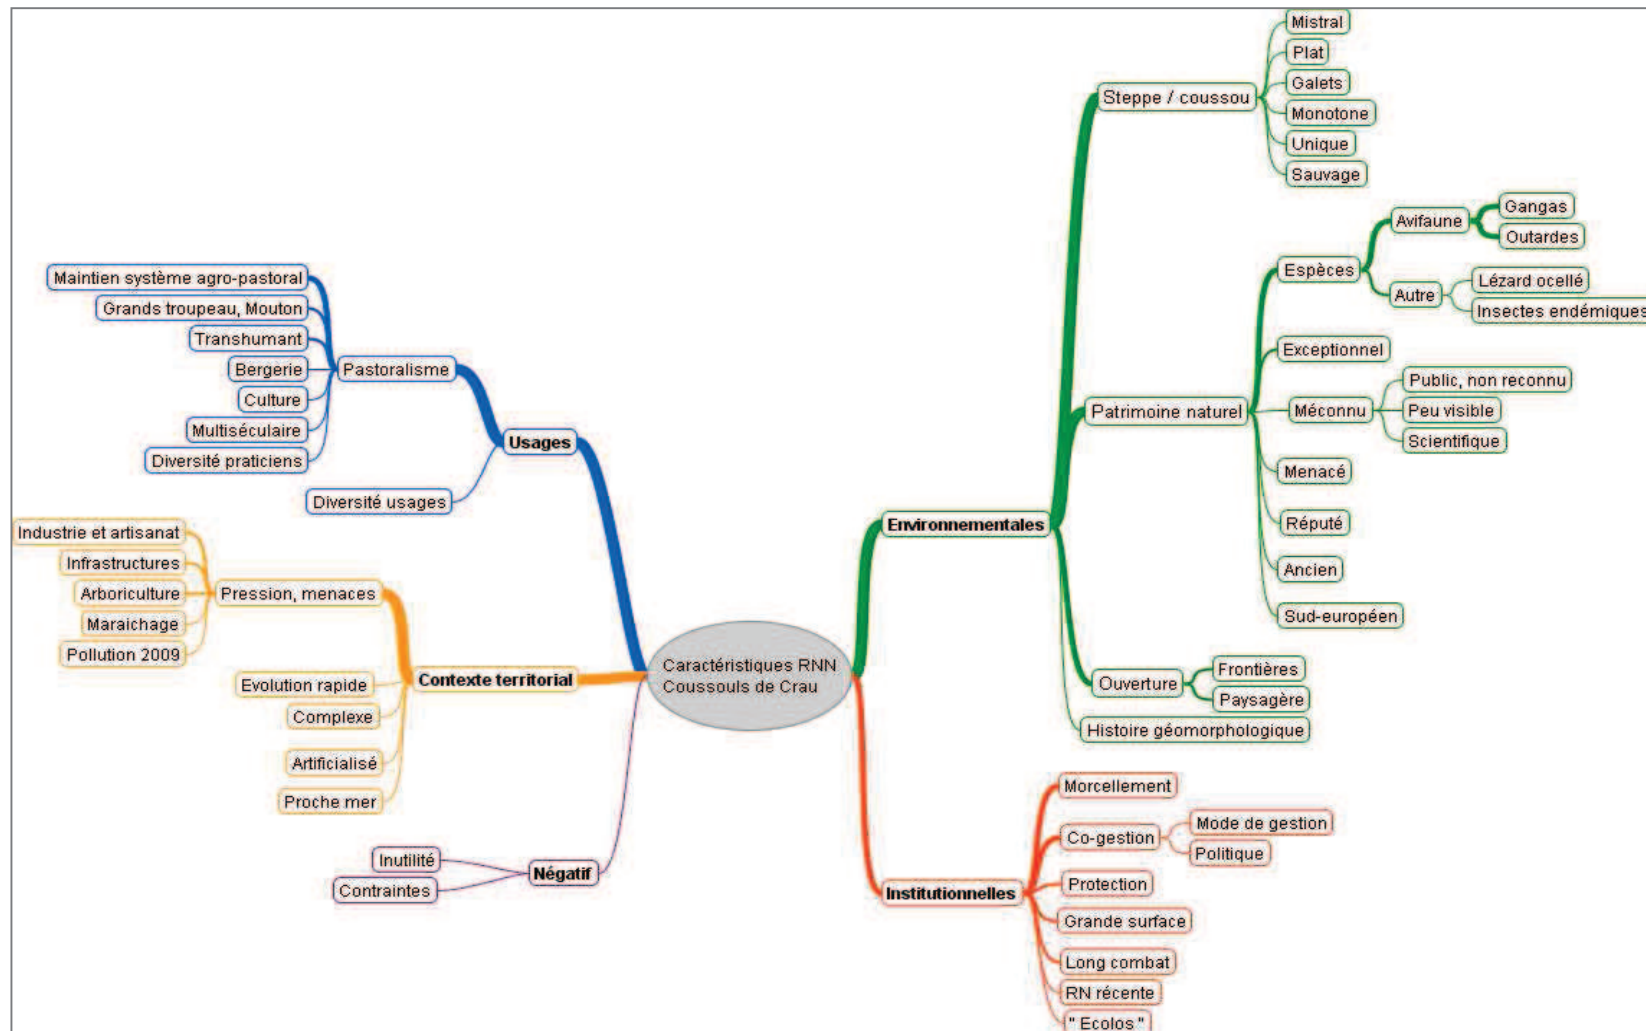 Caractéristiques RNN
Coussouls de Crau
Usages
Pastoralisme
Maintien système agro-pastoral
Grands troupeau, Mouton
Transhumant
Bergerie
Culture
Multiséculaire
Diversité praticiens
Diversité usages
Contexte territorial
Pression, menaces
Industrie et artisanat
Infrastructures
Arboriculture
Maraichage
Pollution 2009
Evolution rapide
Complexe
Artificialisé
Proche mer
Négatif
Inutilité
Contraintes
Environnementales
Steppe / coussou
Mistral
Plat
Galets
Monotone
Unique
Sauvage
Patrimoine naturel
Espèces
Avifaune
Gangas
Outardes
Autre
Lézard ocellé
Insectes endémiques
Exceptionnel
Méconnu
Public, non reconnu
Peu visible
Scientifique
Menacé
Réputé
Ancien
Sud-européen
Ouverture
Frontières
Paysagère
Histoire géomorphologique
Institutionnelles
Morcellement
Co-gestion
Mode de gestion
Politique
Protection
Grande surface
Long combat
RN récente
" Ecolos "